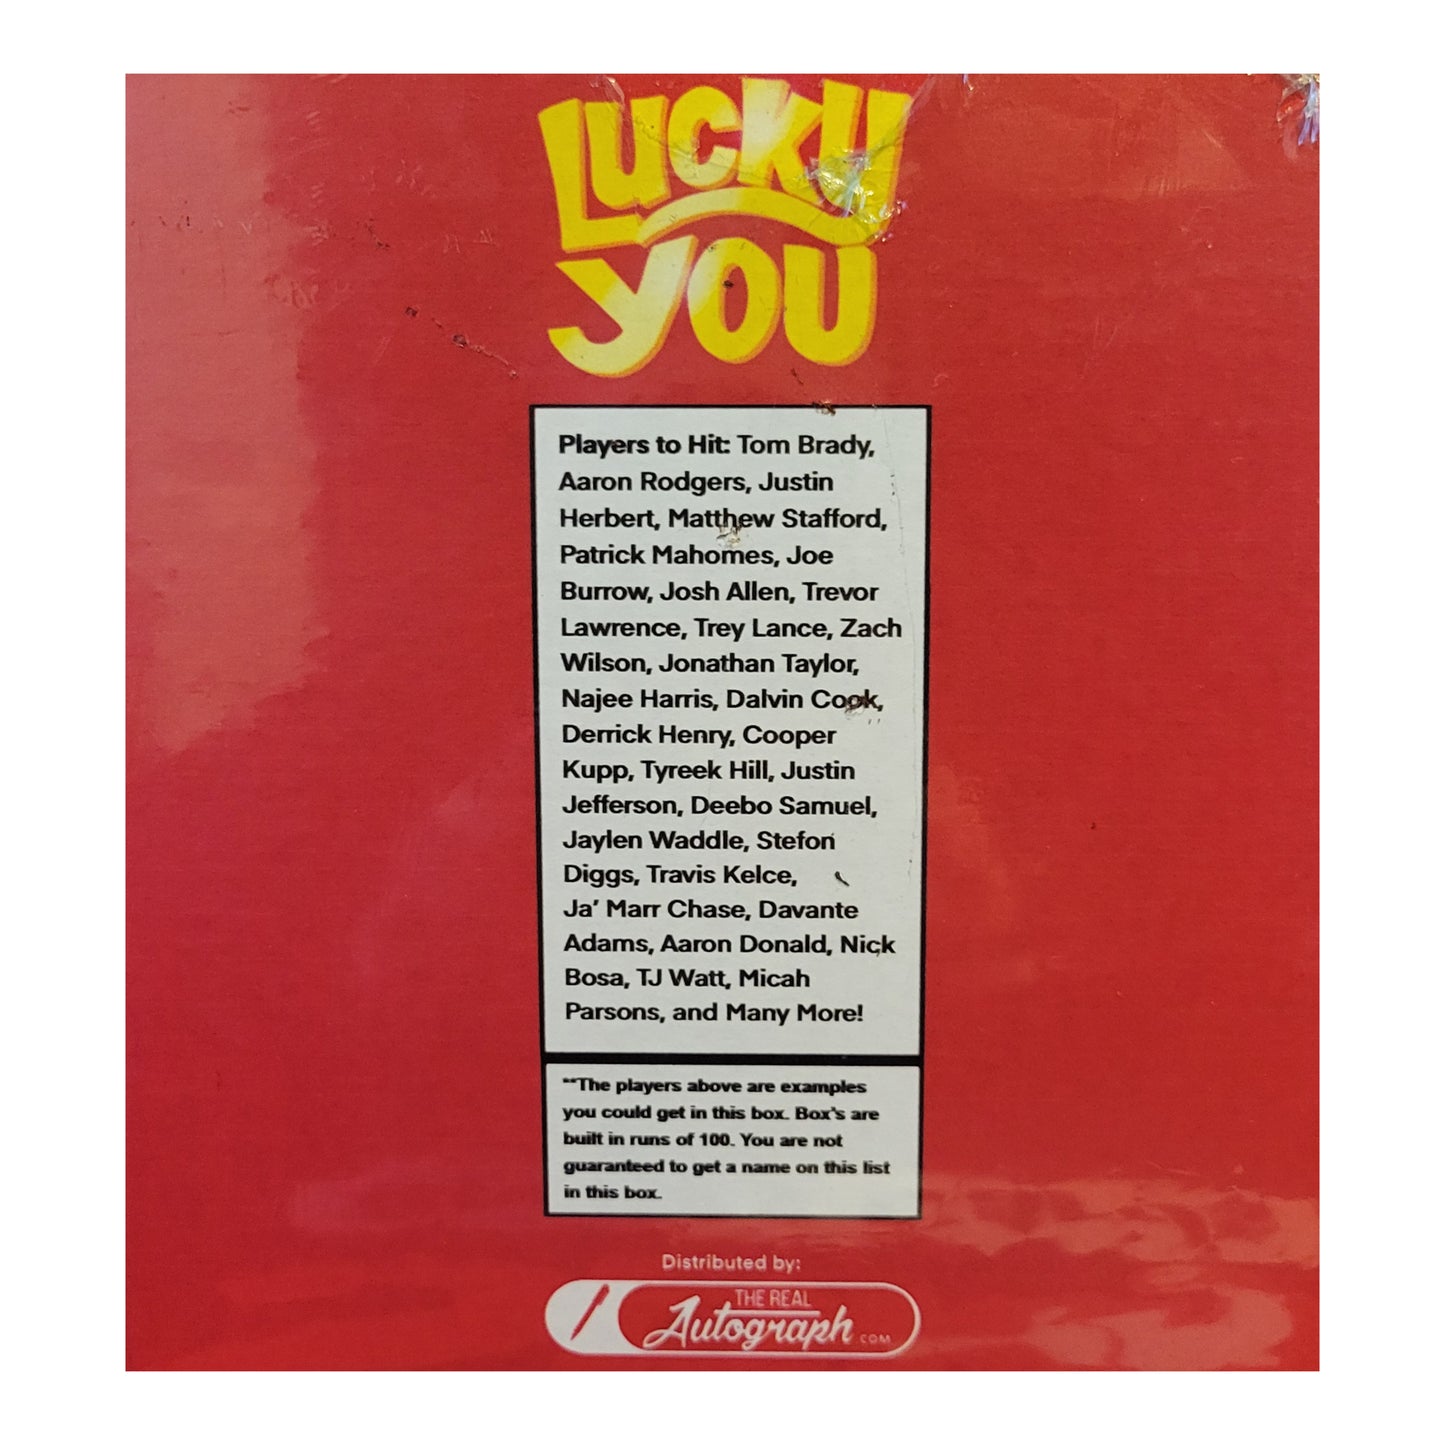 LUCKY
YOU
Players to Hit: Tom Brady,
Aaron Rodgers, Justin
Herbert, Matthew Stafford,
Patrick Mahomes, Joe
Burrow, Josh Allen, Trevor
Lawrence, Trey Lance, Zach
Wilson, Jonathan Taylor,
Najee Harris, Dalvin Cook,
Derrick Henry, Cooper
Kupp, Tyreek Hill, Justin
Jefferson, Deebo Samuel,
Jaylen Waddle, Stefon
Diggs, Travis Kelce,
Ja' Marr Chase, Davante
Adams, Aaron Donald, Nick
Bosa, TJ Watt, Micah
Parsons, and Many More!
**The players above are examples
you could get in this box. Box's are
built in runs of 100. You are not
guaranteed to get a name on this list
in this box.
Distributed by:
THE REAL
Autograph.COM